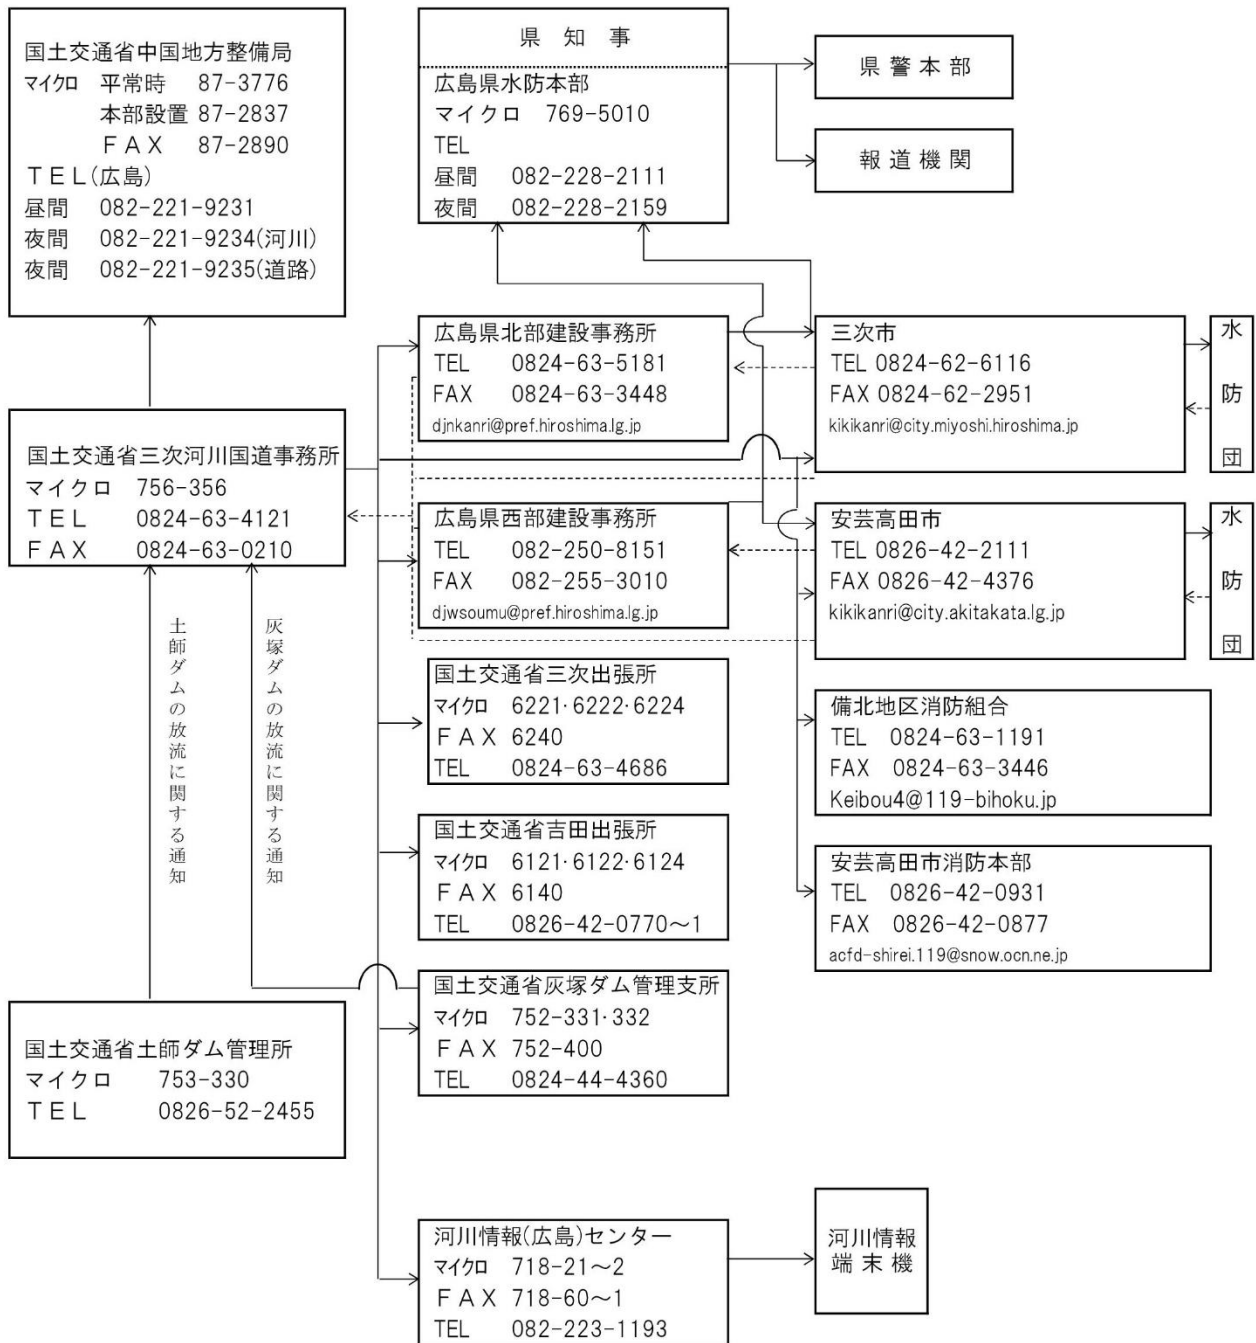 国土交通省中国地方整備局
マイクロ 平常時 87-3776
本部設置 87-2837
ＦＡＸ 87-2890
ＴＥＬ(広島)
昼間 082-221-9231
夜間 082-221-9234(河川)
夜間 082-221-9235(道路)
県知事
広島県水防本部
マイクロ 769-5010
TEL
昼間 082-228-2111
夜間 082-228-2159
県警本部
報道機関
広島県北部建設事務所
TEL 0824-63-5181
FAX 0824-63-3448
djnkanri@pref.hiroshima.lg.jp
三次市
TEL 0824-62-6116
FAX 0824-62-2951
kikikanri@city.miyoshi.hiroshima.jp
水防団
国土交通省三次河川国道事務所
マイクロ 756-356
ＴＥＬ 0824-63-4121
ＦＡＸ 0824-63-0210
広島県西部建設事務所
TEL 082-250-8151
FAX 082-255-3010
djwsoumu@pref.hiroshima.lg.jp
安芸高田市
TEL 0826-42-2111
FAX 0826-42-4376
kikikanri@city.akitakata.lg.jp
水防団
土師ダムの放流に関する通知
灰塚ダムの放流に関する通知
国土交通省三次出張所
マイクロ 6221·6222·6224
ＦＡＸ 6240
TEL 0824-63-4686
備北地区消防組合
TEL 0824-63-1191
FAX 0824-63-3446
Keibou4@119-bihoku.jp
国土交通省吉田出張所
マイクロ 6121·6122·6124
ＦＡＸ 6140
TEL 0826-42-0770～1
安芸高田市消防本部
TEL 0826-42-0931
FAX 0826-42-0877
acfd-shirei.119@snow.ocn.ne.jp
国土交通省灰塚ダム管理支所
マイクロ 752-331·332
ＦＡＸ 752-400
TEL 0824-44-4360
国土交通省土師ダム管理所
マイクロ 753-330
ＴＥＬ 0826-52-2455
河川情報(広島)センター
マイクロ 718-21～2
ＦＡＸ 718-60～1
TEL 082-223-1193
河川情報
端末機